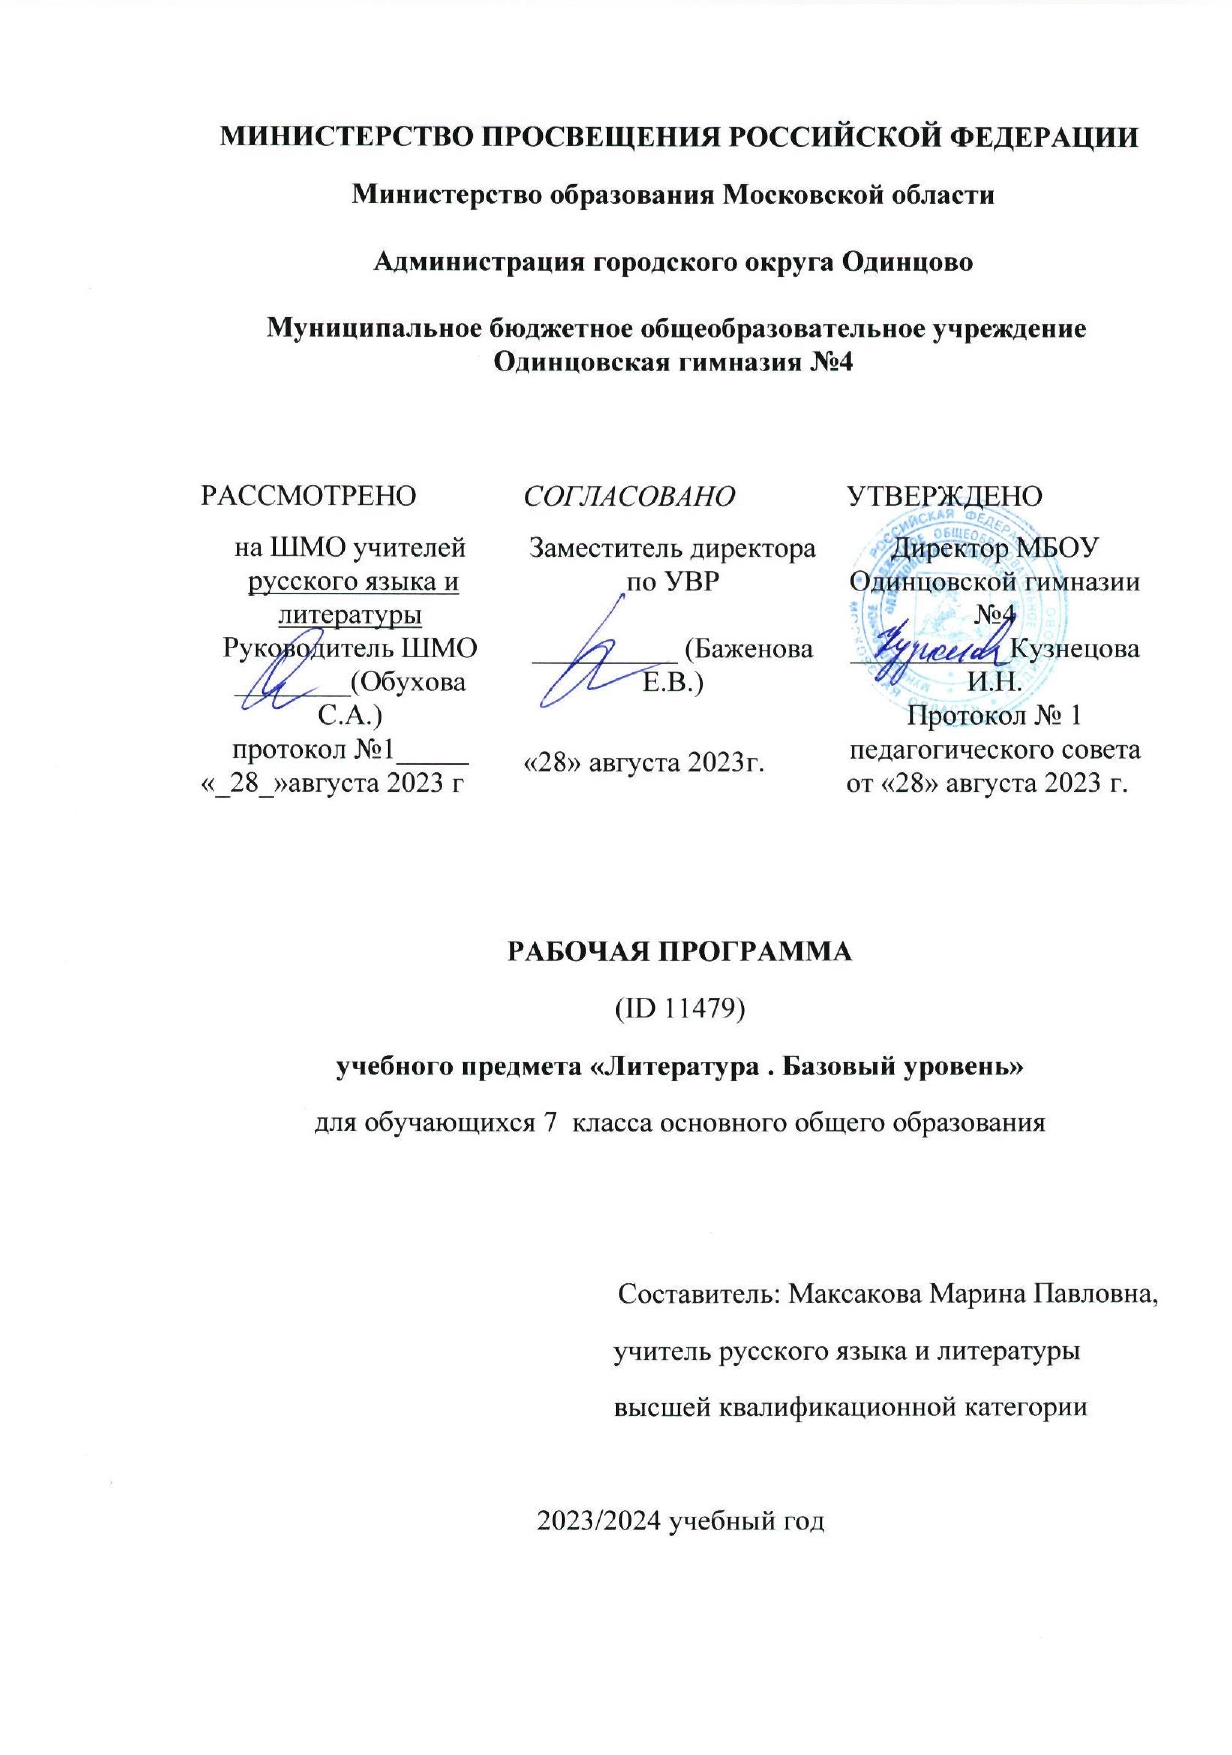 МИНИСТЕРСТВО ПРОСВЕЩЕНИЯ РОССИЙСКОЙ ФЕДЕРАЦИИ
Министерство образования Московской области
Администрация городского округа Одинцово
Муниципальное бюджетное общеобразовательное учреждение
Одинцовская гимназия №4
РАССМОТРЕНО
на ШМО учителей
русского языка и
литературы
Руководитель ШМО
________(Обухова
С.А.)
протокол №1_____
«_28_»августа 2023 г
СОГЛАСОВАНО
Заместитель директора
по УВР
__________ (Баженова
Е.В.)
«28» августа 2023г.
УТВЕРЖДЕНО
Директор МБОУ
Одинцовской гимназии
№4
___________Кузнецова
И.Н.
Протокол № 1
педагогического совета
от «28» августа 2023 г.
РАБОЧАЯ ПРОГРАММА
(ID 11479)
учебного предмета «Литература . Базовый уровень»
для обучающихся 7 класса основного общего образования
Составитель: Максакова Марина Павловна,
учитель русского языка и литературы
высшей квалификационной категории
2023/2024 учебный год